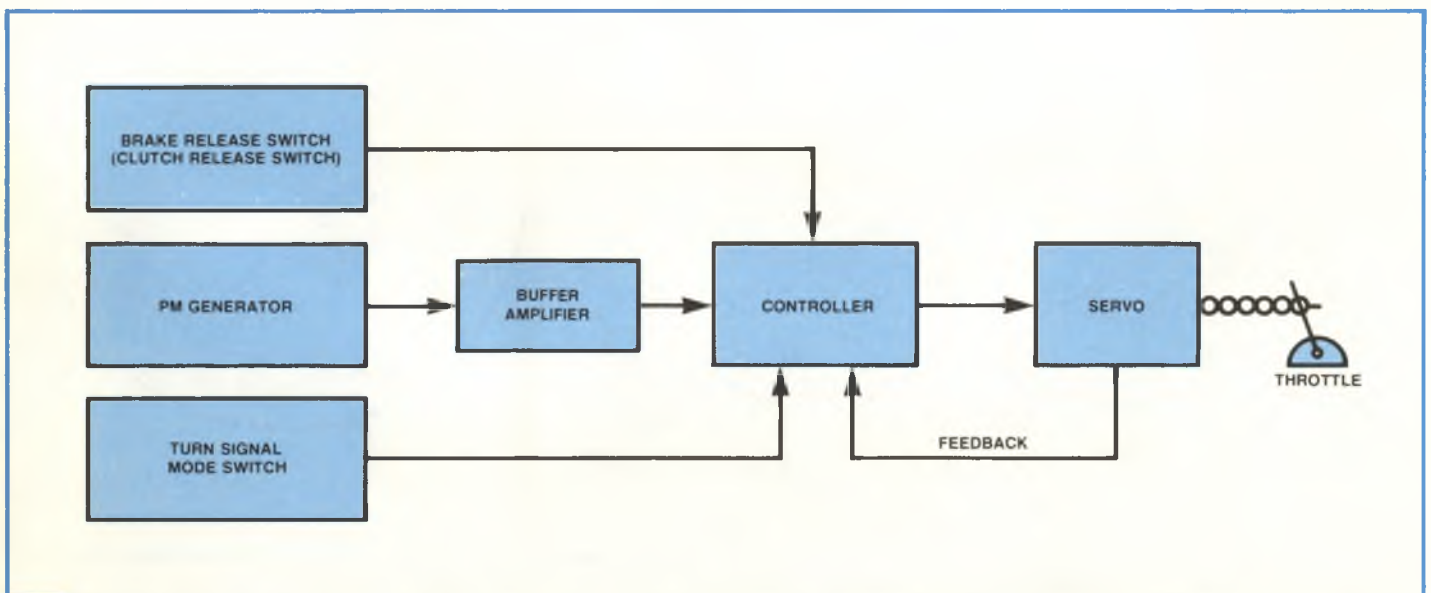 BRAKE RELEASE SWITCH
(CLUTCH RELEASE SWITCH)
PM GENERATOR
BUFFER
AMPLIFIER
CONTROLLER
SERVO
THROTTLE
TURN SIGNAL
MODE SWITCH
FEEDBACK